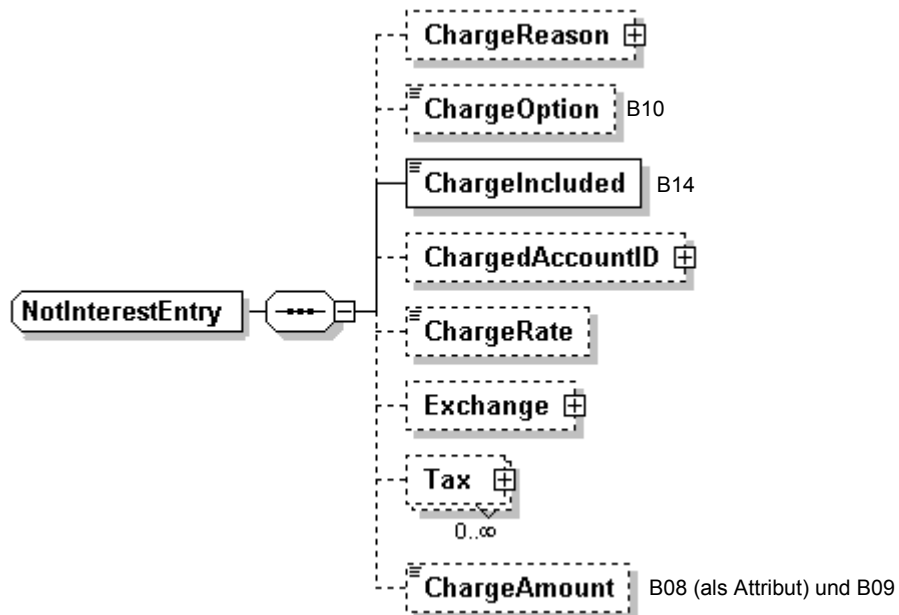 ChargeReason
ChargeOption B10
ChargeIncluded B14
ChargedAccountID
NotInterestEntry
ChargeRate
Exchange
Tax
0..∞
ChargeAmount B08 (als Attribut) und B09